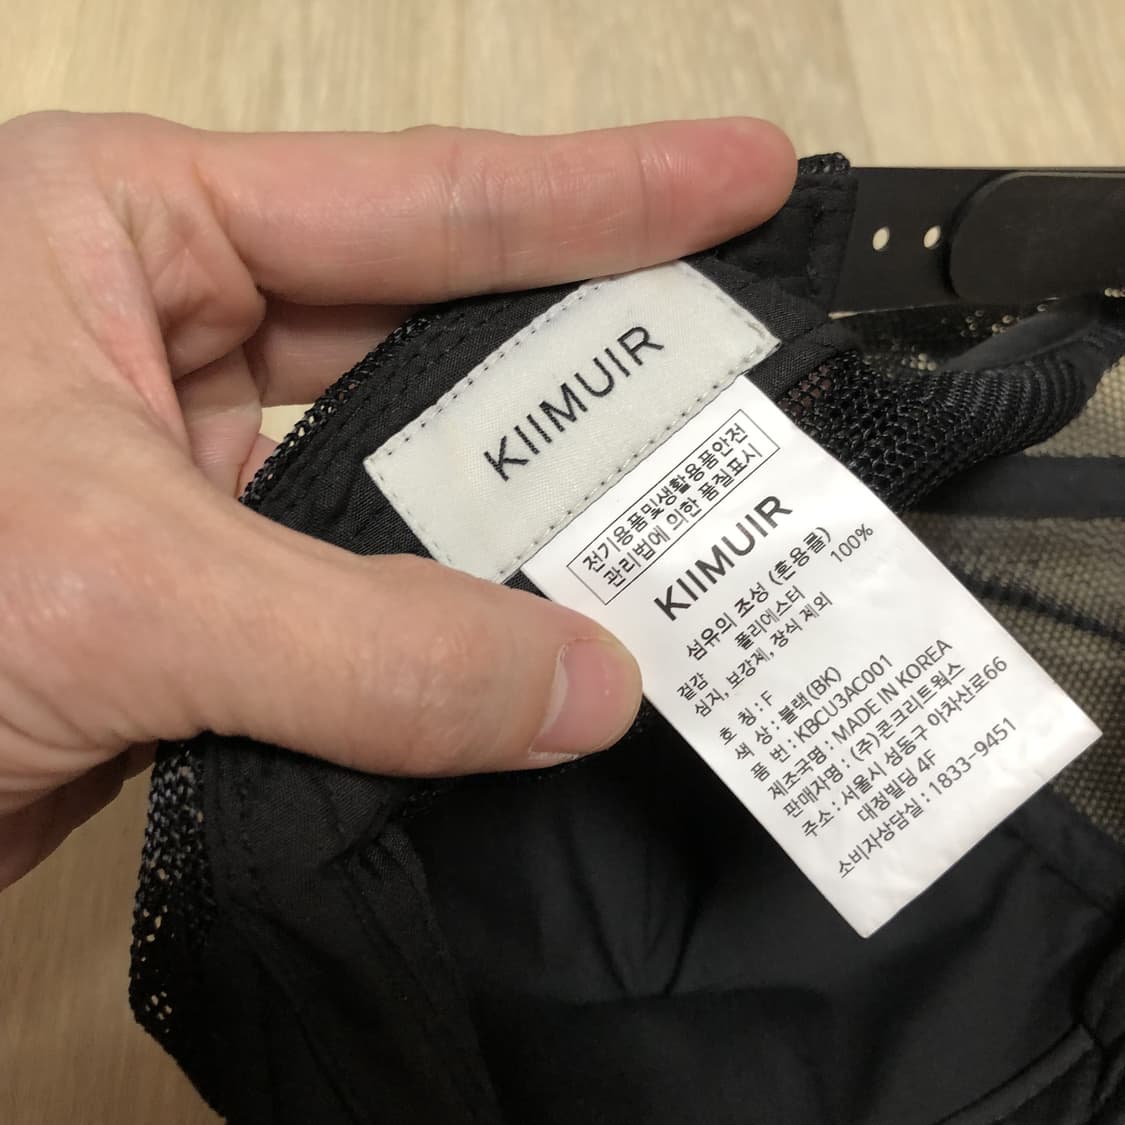 KIIMUIR
전기용품및생활용품안전
관리법에 의한 품질표시
KIIMUIR
섬유의 조성 (혼용률)
겉감 폴리에스터 100%
심지, 보강제, 장식 제외
호 칭 : F
색 상 : 블랙(BK)
품 번 : KBCU3AC001
제조국명 : MADE IN KOREA
판매자명 : (주)콘크리트웍스
주소 : 서울시 성동구 아차산로66
대정빌딩 4F
소비자상담실 : 1833-9451